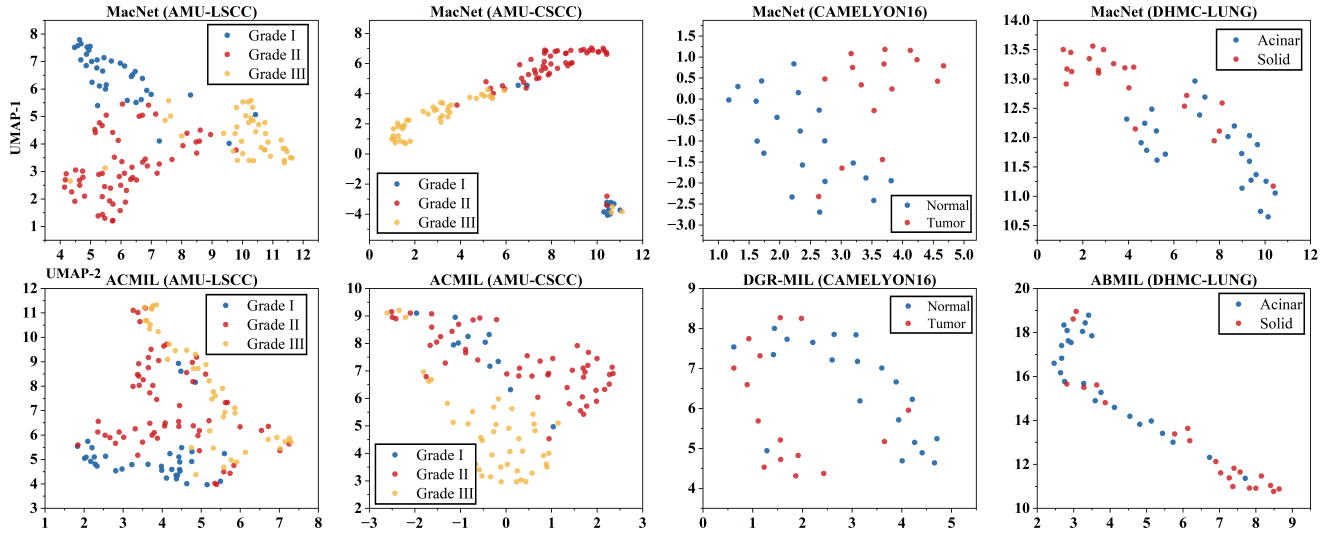 MacNet (AMU-LSCC)
9
8
7
6
5
4
3
2
1
4 5 6 7 8 9 10 11 12
UMAP-1
UMAP-2
Grade I
Grade II
Grade III
MacNet (AMU-CSCC)
8
6
4
2
0
−2
−4
0 2 4 6 8 10 12
Grade I
Grade II
Grade III
MacNet (CAMELYON16)
1.5
1.0
0.5
0.0
−0.5
−1.0
−1.5
−2.0
−2.5
−3.0
1.0 1.5 2.0 2.5 3.0 3.5 4.0 4.5 5.0
Normal
Tumor
MacNet (DHMC-LUNG)
14.0
13.5
13.0
12.5
12.0
11.5
11.0
10.5
0 2 4 6 8 10 12
Acinar
Solid
ACMIL (AMU-LSCC)
12
11
10
9
8
7
6
5
4
3
1 2 3 4 5 6 7 8
Grade I
Grade II
Grade III
ACMIL (AMU-CSCC)
10
9
8
7
6
5
4
3
2
−3 −2 −1 0 1 2 3
Grade I
Grade II
Grade III
DGR-MIL (CAMELYON16)
9
8
7
6
5
4
0 1 2 3 4 5
Normal
Tumor
ABMIL (DHMC-LUNG)
20
18
16
14
12
10
2 3 4 5 6 7 8 9
Acinar
Solid